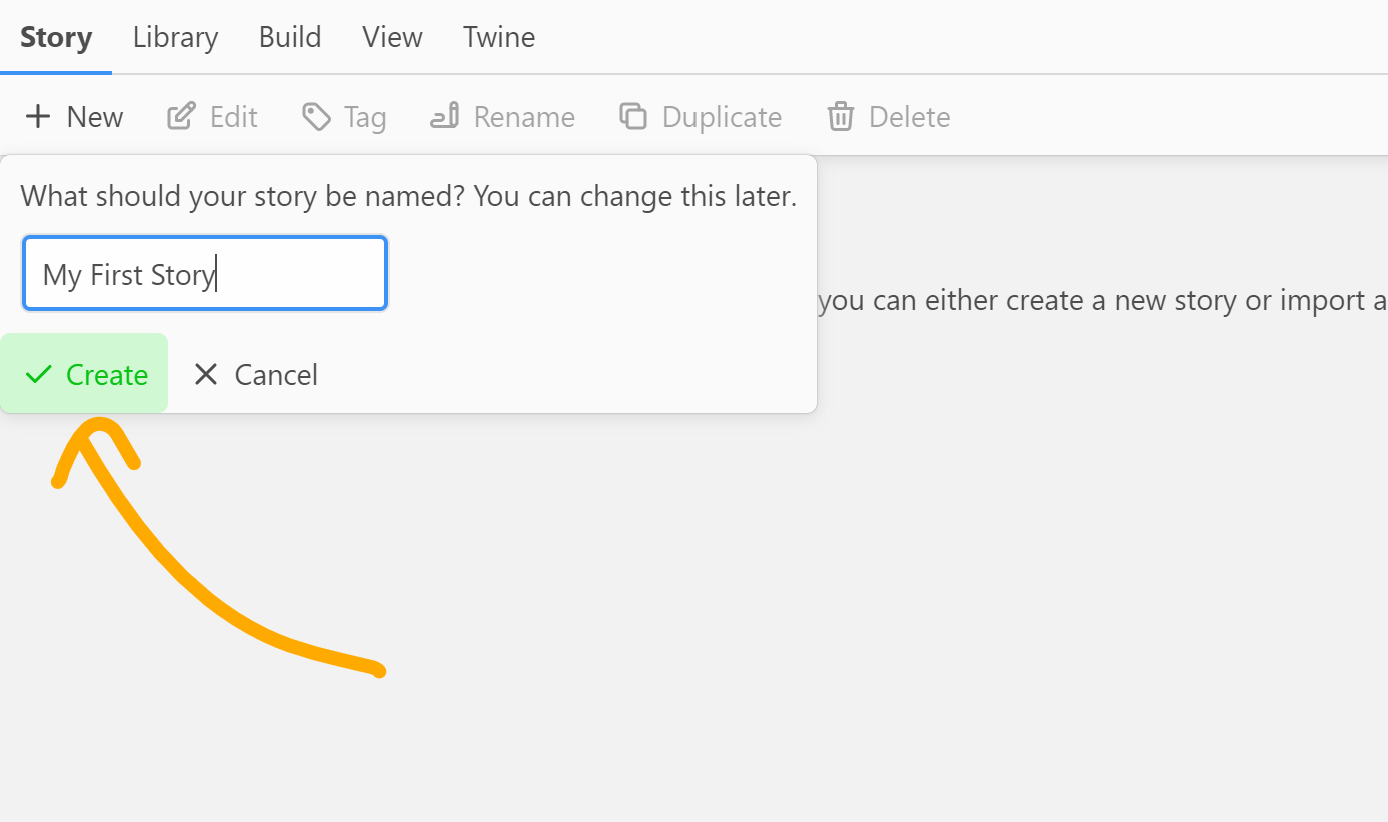 Story Library Build View Twine
New Edit Tag Rename Duplicate Delete
What should your story be named? You can change this later.
My First Story
you can either create a new story or import a
Create Cancel